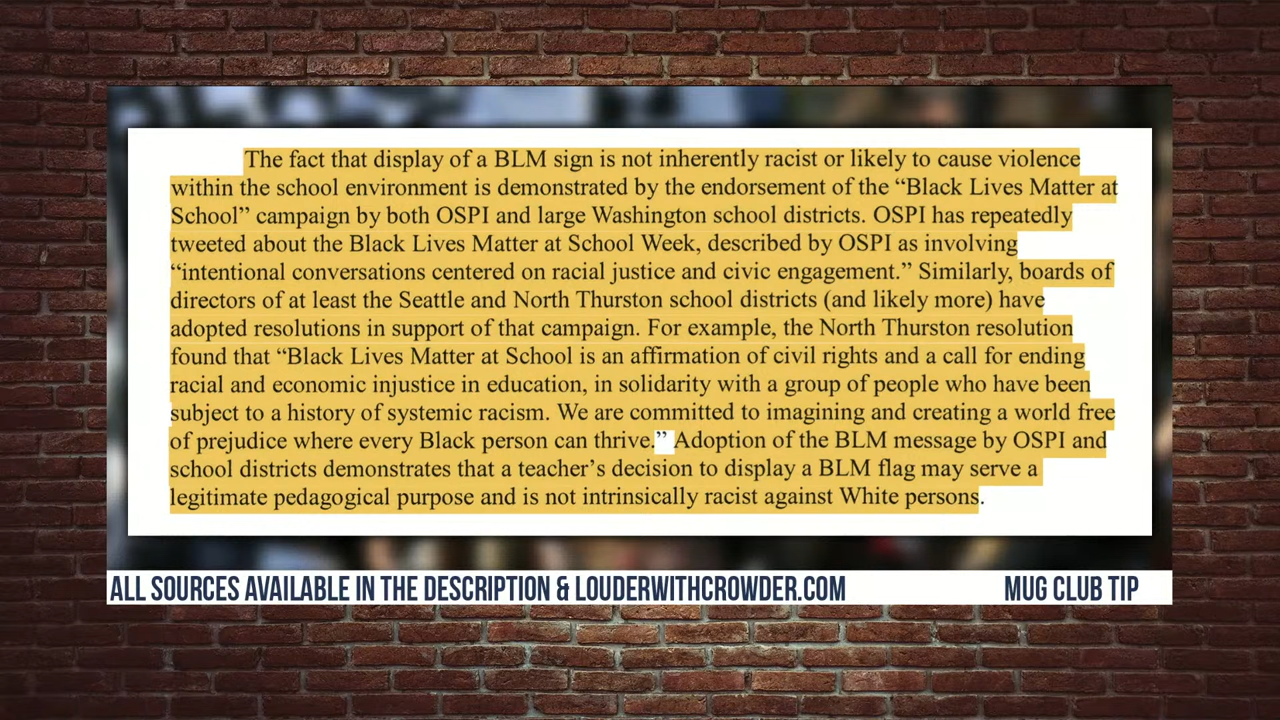 The fact that display of a BLM sign is not inherently racist or likely to cause violence
within the school environment is demonstrated by the endorsement of the “Black Lives Matter at
School” campaign by both OSPI and large Washington school districts. OSPI has repeatedly
tweeted about the Black Lives Matter at School Week, described by OSPI as involving
“intentional conversations centered on racial justice and civic engagement.” Similarly, boards of
directors of at least the Seattle and North Thurston school districts (and likely more) have
adopted resolutions in support of that campaign. For example, the North Thurston resolution
found that “Black Lives Matter at School is an affirmation of civil rights and a call for ending
racial and economic injustice in education, in solidarity with a group of people who have been
subject to a history of systemic racism. We are committed to imagining and creating a world free
of prejudice where every Black person can thrive.” Adoption of the BLM message by OSPI and
school districts demonstrates that a teacher’s decision to display a BLM flag may serve a
legitimate pedagogical purpose and is not intrinsically racist against White persons.
ALL SOURCES AVAILABLE IN THE DESCRIPTION & LOUDERWITHCROWDER.COM MUG CLUB TIP